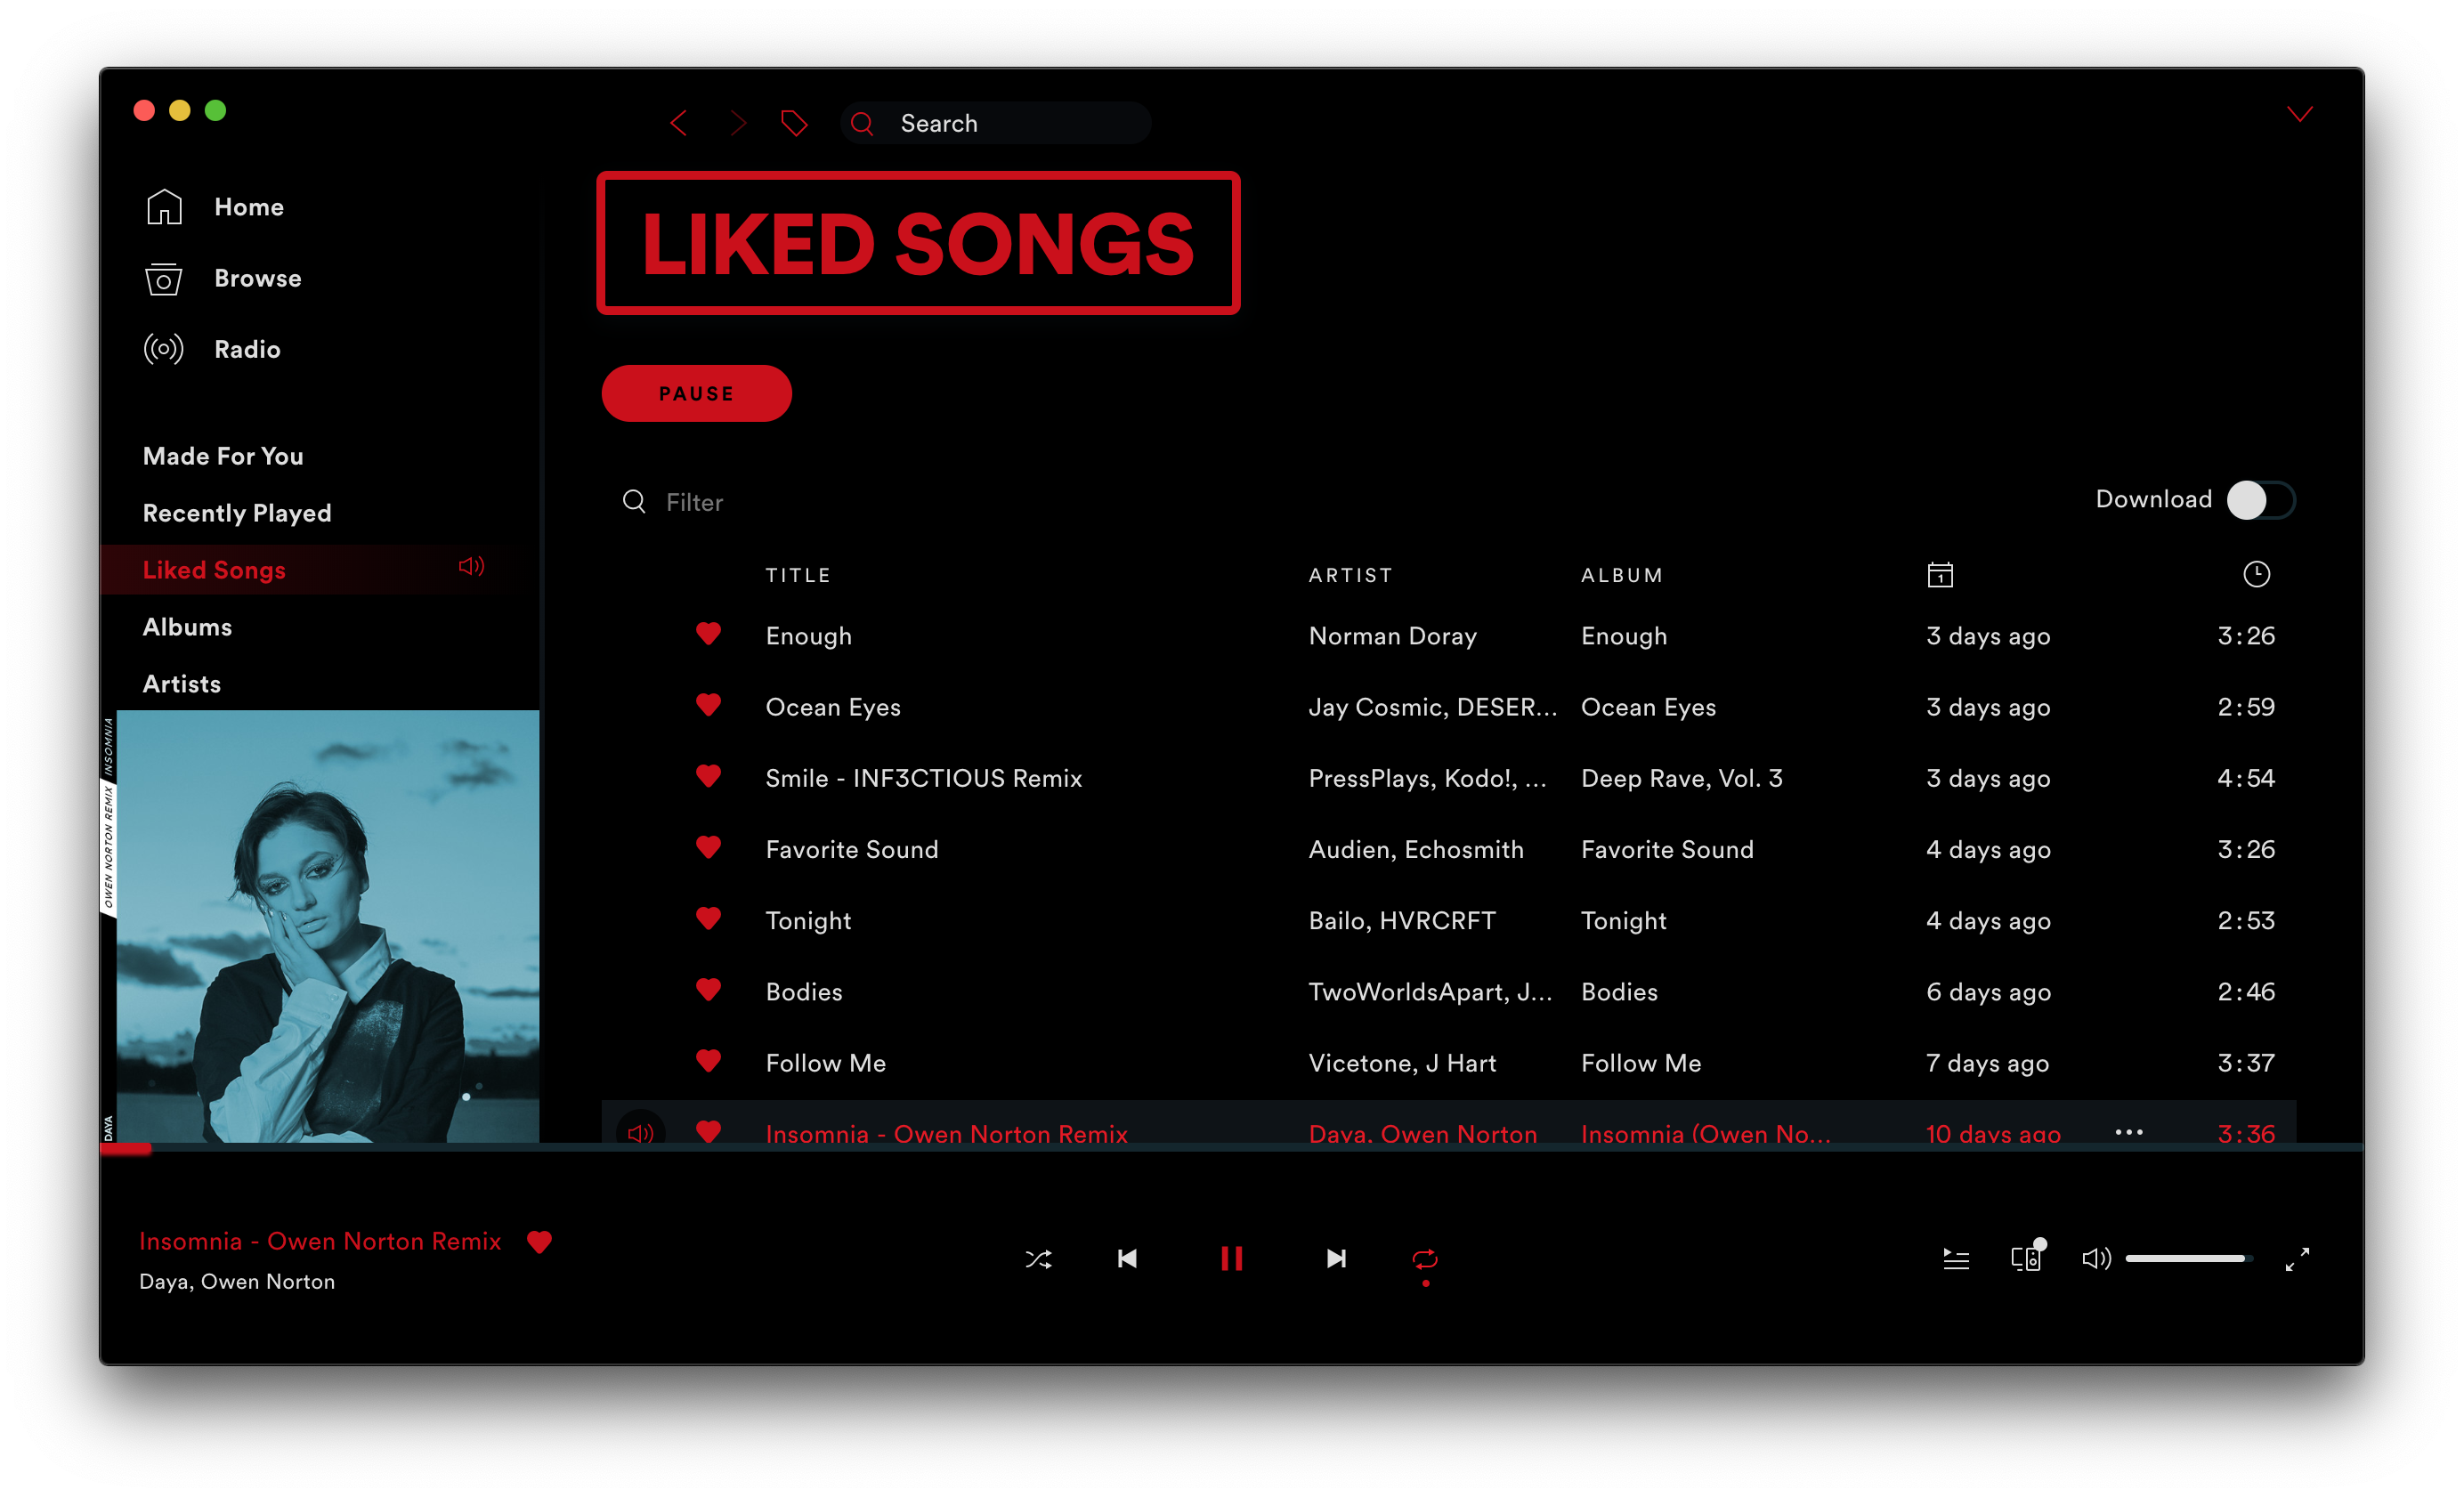 Search
Home
Browse
Radio
Made For You
Recently Played
Liked Songs
Albums
Artists
INSOMNIA
OWEN NORTON REMIX
DAYA
LIKED SONGS
PAUSE
Filter
Download
TITLE ARTIST ALBUM 1
Enough Norman Doray Enough 3 days ago 3:26
Ocean Eyes Jay Cosmic, DESER... Ocean Eyes 3 days ago 2:59
Smile - INF3CTIOUS Remix PressPlays, Kodo!, ... Deep Rave, Vol. 3 3 days ago 4:54
Favorite Sound Audien, Echosmith Favorite Sound 4 days ago 3:26
Tonight Bailo, HVRCRFT Tonight 4 days ago 2:53
Bodies TwoWorldsApart, J... Bodies 6 days ago 2:46
Follow Me Vicetone, J Hart Follow Me 7 days ago 3:37
Insomnia - Owen Norton Remix Daya, Owen Norton Insomnia (Owen No... 10 days ago ... 3:36
Insomnia - Owen Norton Remix
Daya, Owen Norton